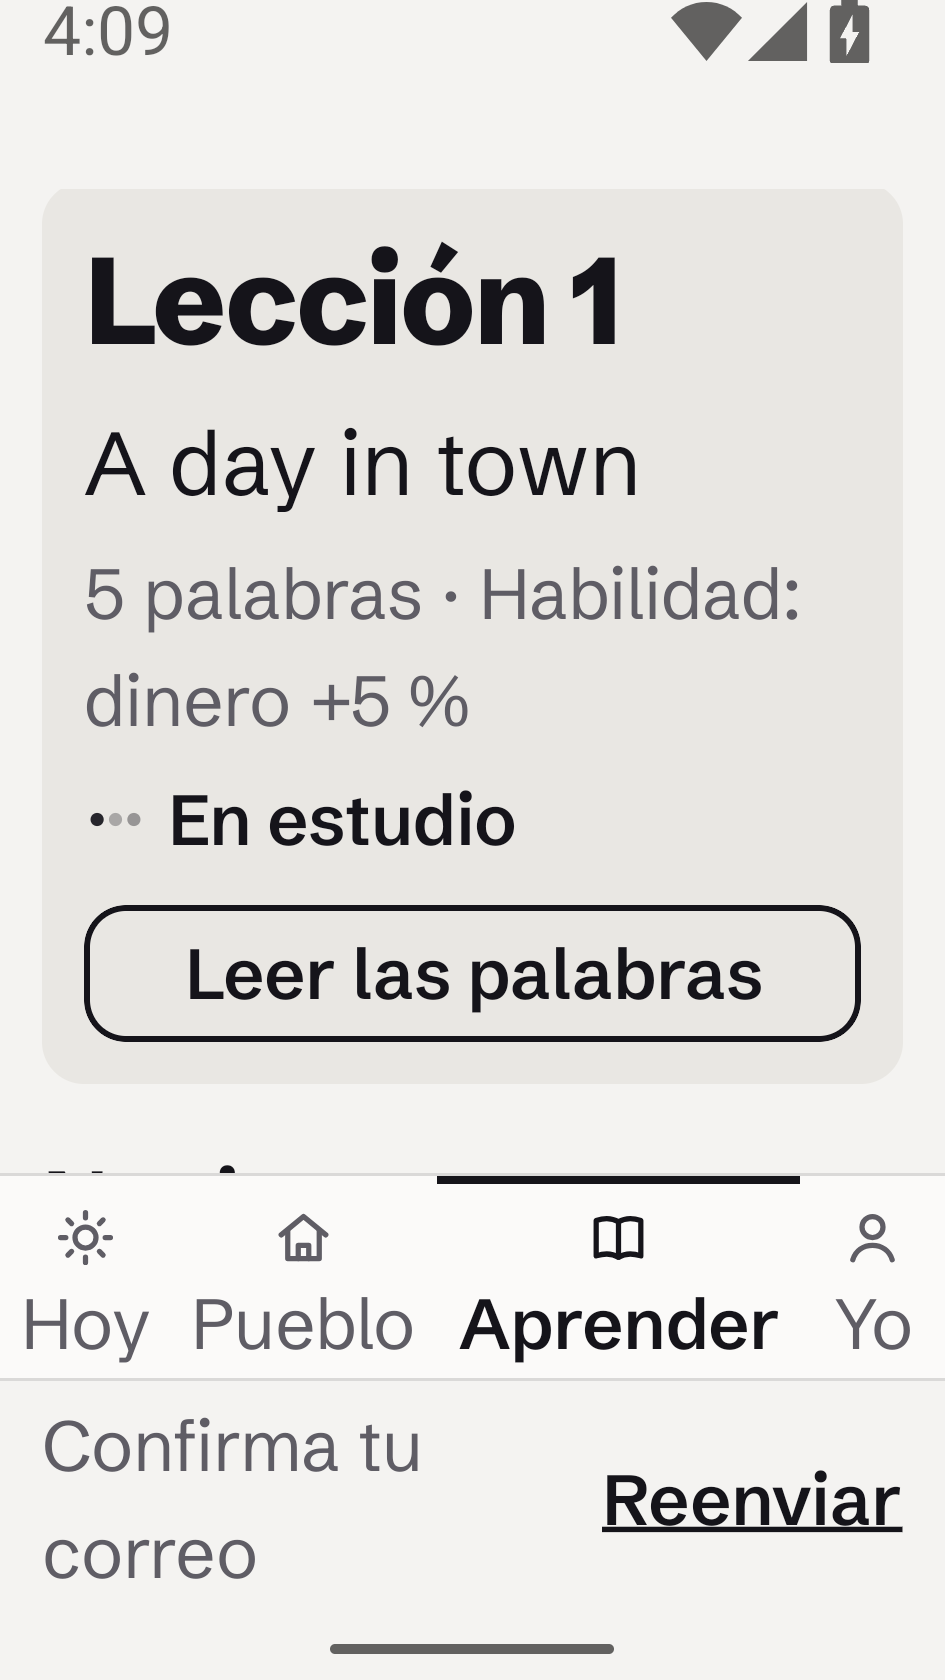 4:09
Lección 1
A day in town
5 palabras · Habilidad:
dinero +5 %
En estudio
Leer las palabras
Hoy
Pueblo
Aprender
Yo
Confirma tu
correo
Reenviar